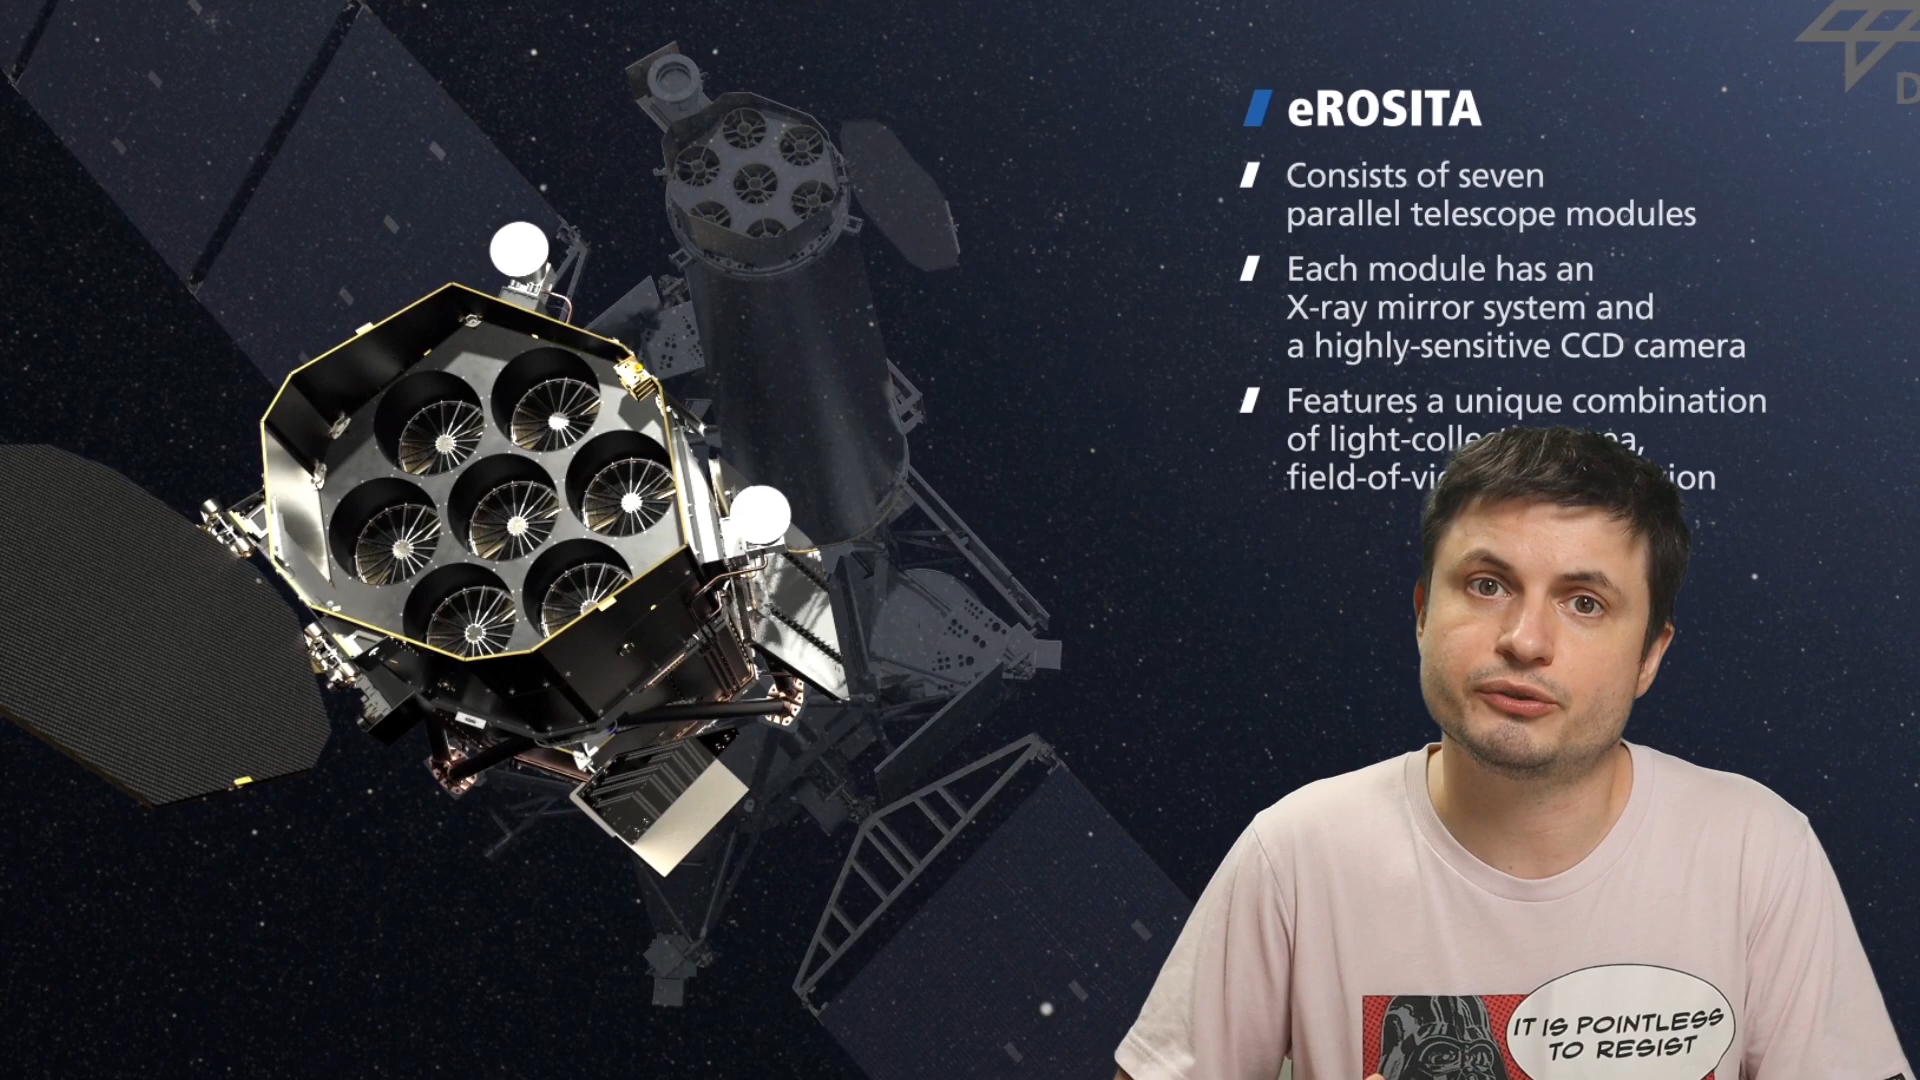 D
eROSITA
Consists of seven
parallel telescope modules
Each module has an
X-ray mirror system and
a highly-sensitive CCD camera
Features a unique combination
of light-colle
field-of-vi
IT IS POINTLESS
TO RESIST